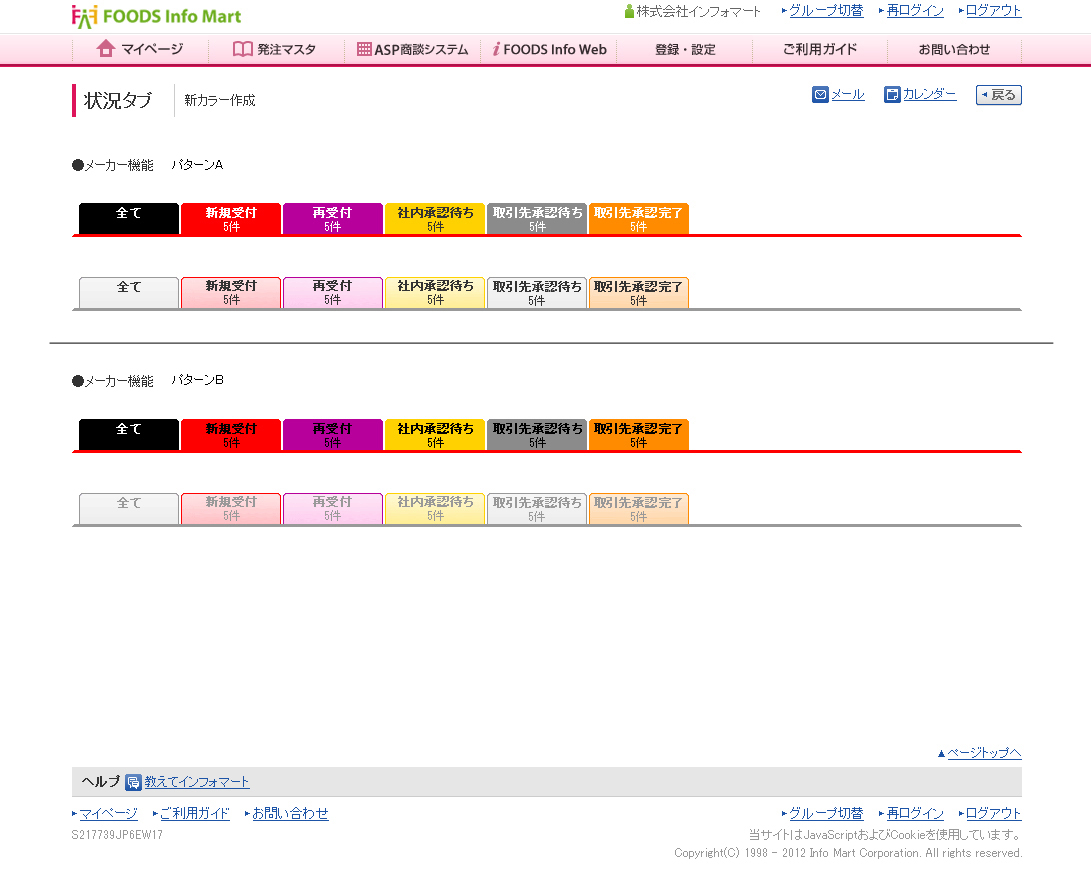 FOODS Info Mart
株式会社インフォマート グループ切替 再ログイン ログアウト
マイページ 発注マスタ ASP商談システム FOODS Info Web 登録・設定 ご利用ガイド お問い合わせ
状況タブ 新カラー作成 メール カレンダー 戻る
●メーカー機能 パターンA
全て 新規受付 再受付 社内承認待ち 取引先承認待ち 取引先承認完了
5件 5件 5件 5件 5件
全て 新規受付 再受付 社内承認待ち 取引先承認待ち 取引先承認完了
5件 5件 5件 5件 5件
●メーカー機能 パターンB
全て 新規受付 再受付 社内承認待ち 取引先承認待ち 取引先承認完了
5件 5件 5件 5件 5件
全て 新規受付 再受付 社内承認待ち 取引先承認待ち 取引先承認完了
5件 5件 5件 5件 5件
▲ページトップへ
ヘルプ 教えてインフォマート
マイページ ご利用ガイド お問い合わせ グループ切替 再ログイン ログアウト
S217739JP6EW17 当サイトはJavaScriptおよびCookieを使用しています。
Copyright(C) 1998 - 2012 Info Mart Corporation. All rights reserved.